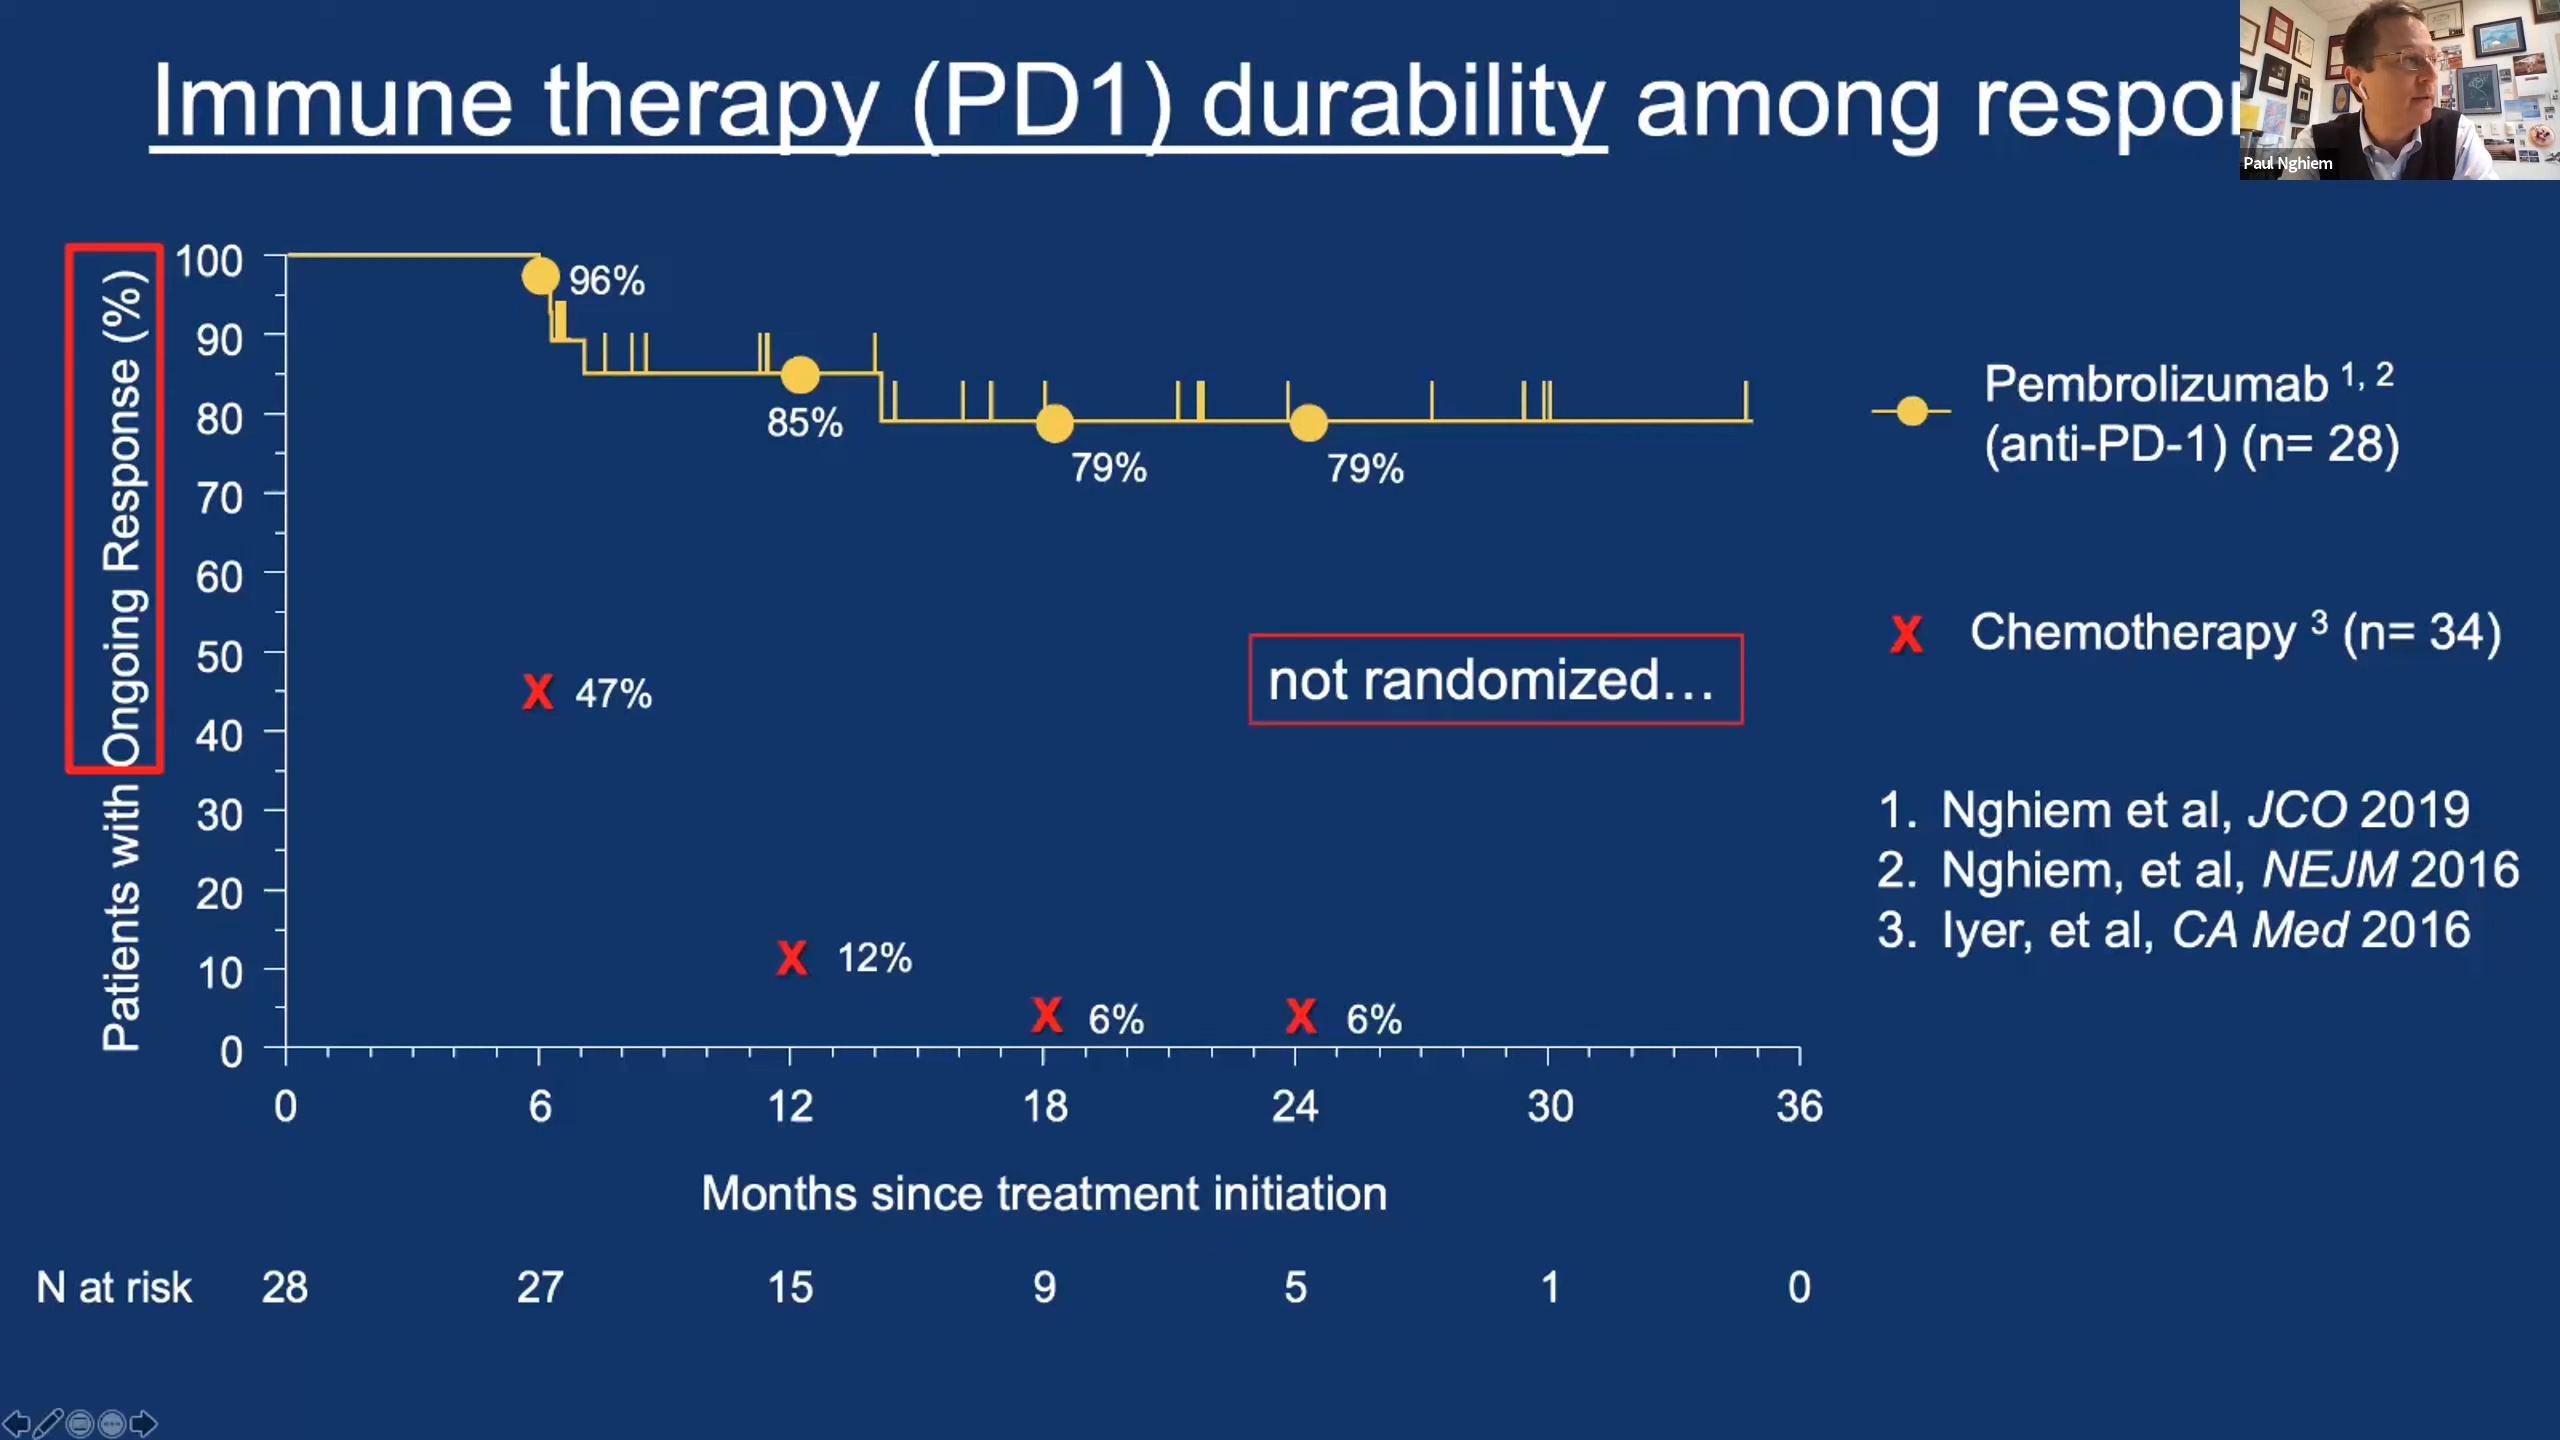 Immune therapy (PD1) durability among respor
Paul Nghiem
Patients with Ongoing Response (%)
100
90
80
70
60
50
40
30
20
10
0
96%
85%
79%
79%
47%
12%
6%
6%
not randomized…
Pembrolizumab 1, 2
(anti-PD-1) (n= 28)
X Chemotherapy 3 (n= 34)
1. Nghiem et al, JCO 2019
2. Nghiem, et al, NEJM 2016
3. Iyer, et al, CA Med 2016
0 6 12 18 24 30 36
Months since treatment initiation
N at risk 28 27 15 9 5 1 0